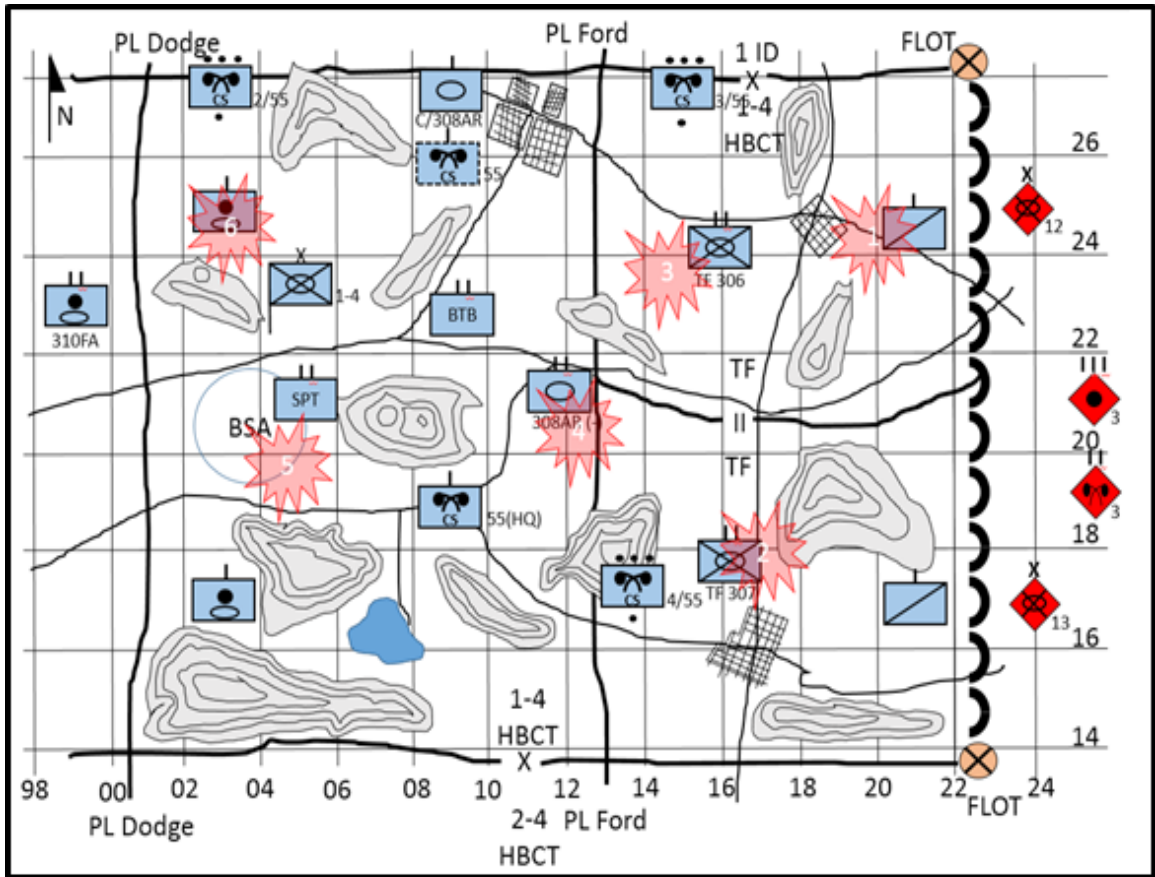 PL Dodge
PL Ford
1 ID
FLOT
X
1-4
HBCT
N
CS
2/55
C/308AR
CS
3/55
CS
55
26
X
12
6
1
24
3
TF 306
X
1-4
310FA
BTB
22
TF
III
3
SPT
308AR (-)
BSA
4
II
20
TF
5
CS
55(HQ)
II
3
18
2
TF 307
CS
4/55
X
13
16
1-4
HBCT
X
14
98
00
02
04
06
08
10
12
14
16
18
20
22
24
PL Dodge
2-4
HBCT
PL Ford
FLOT